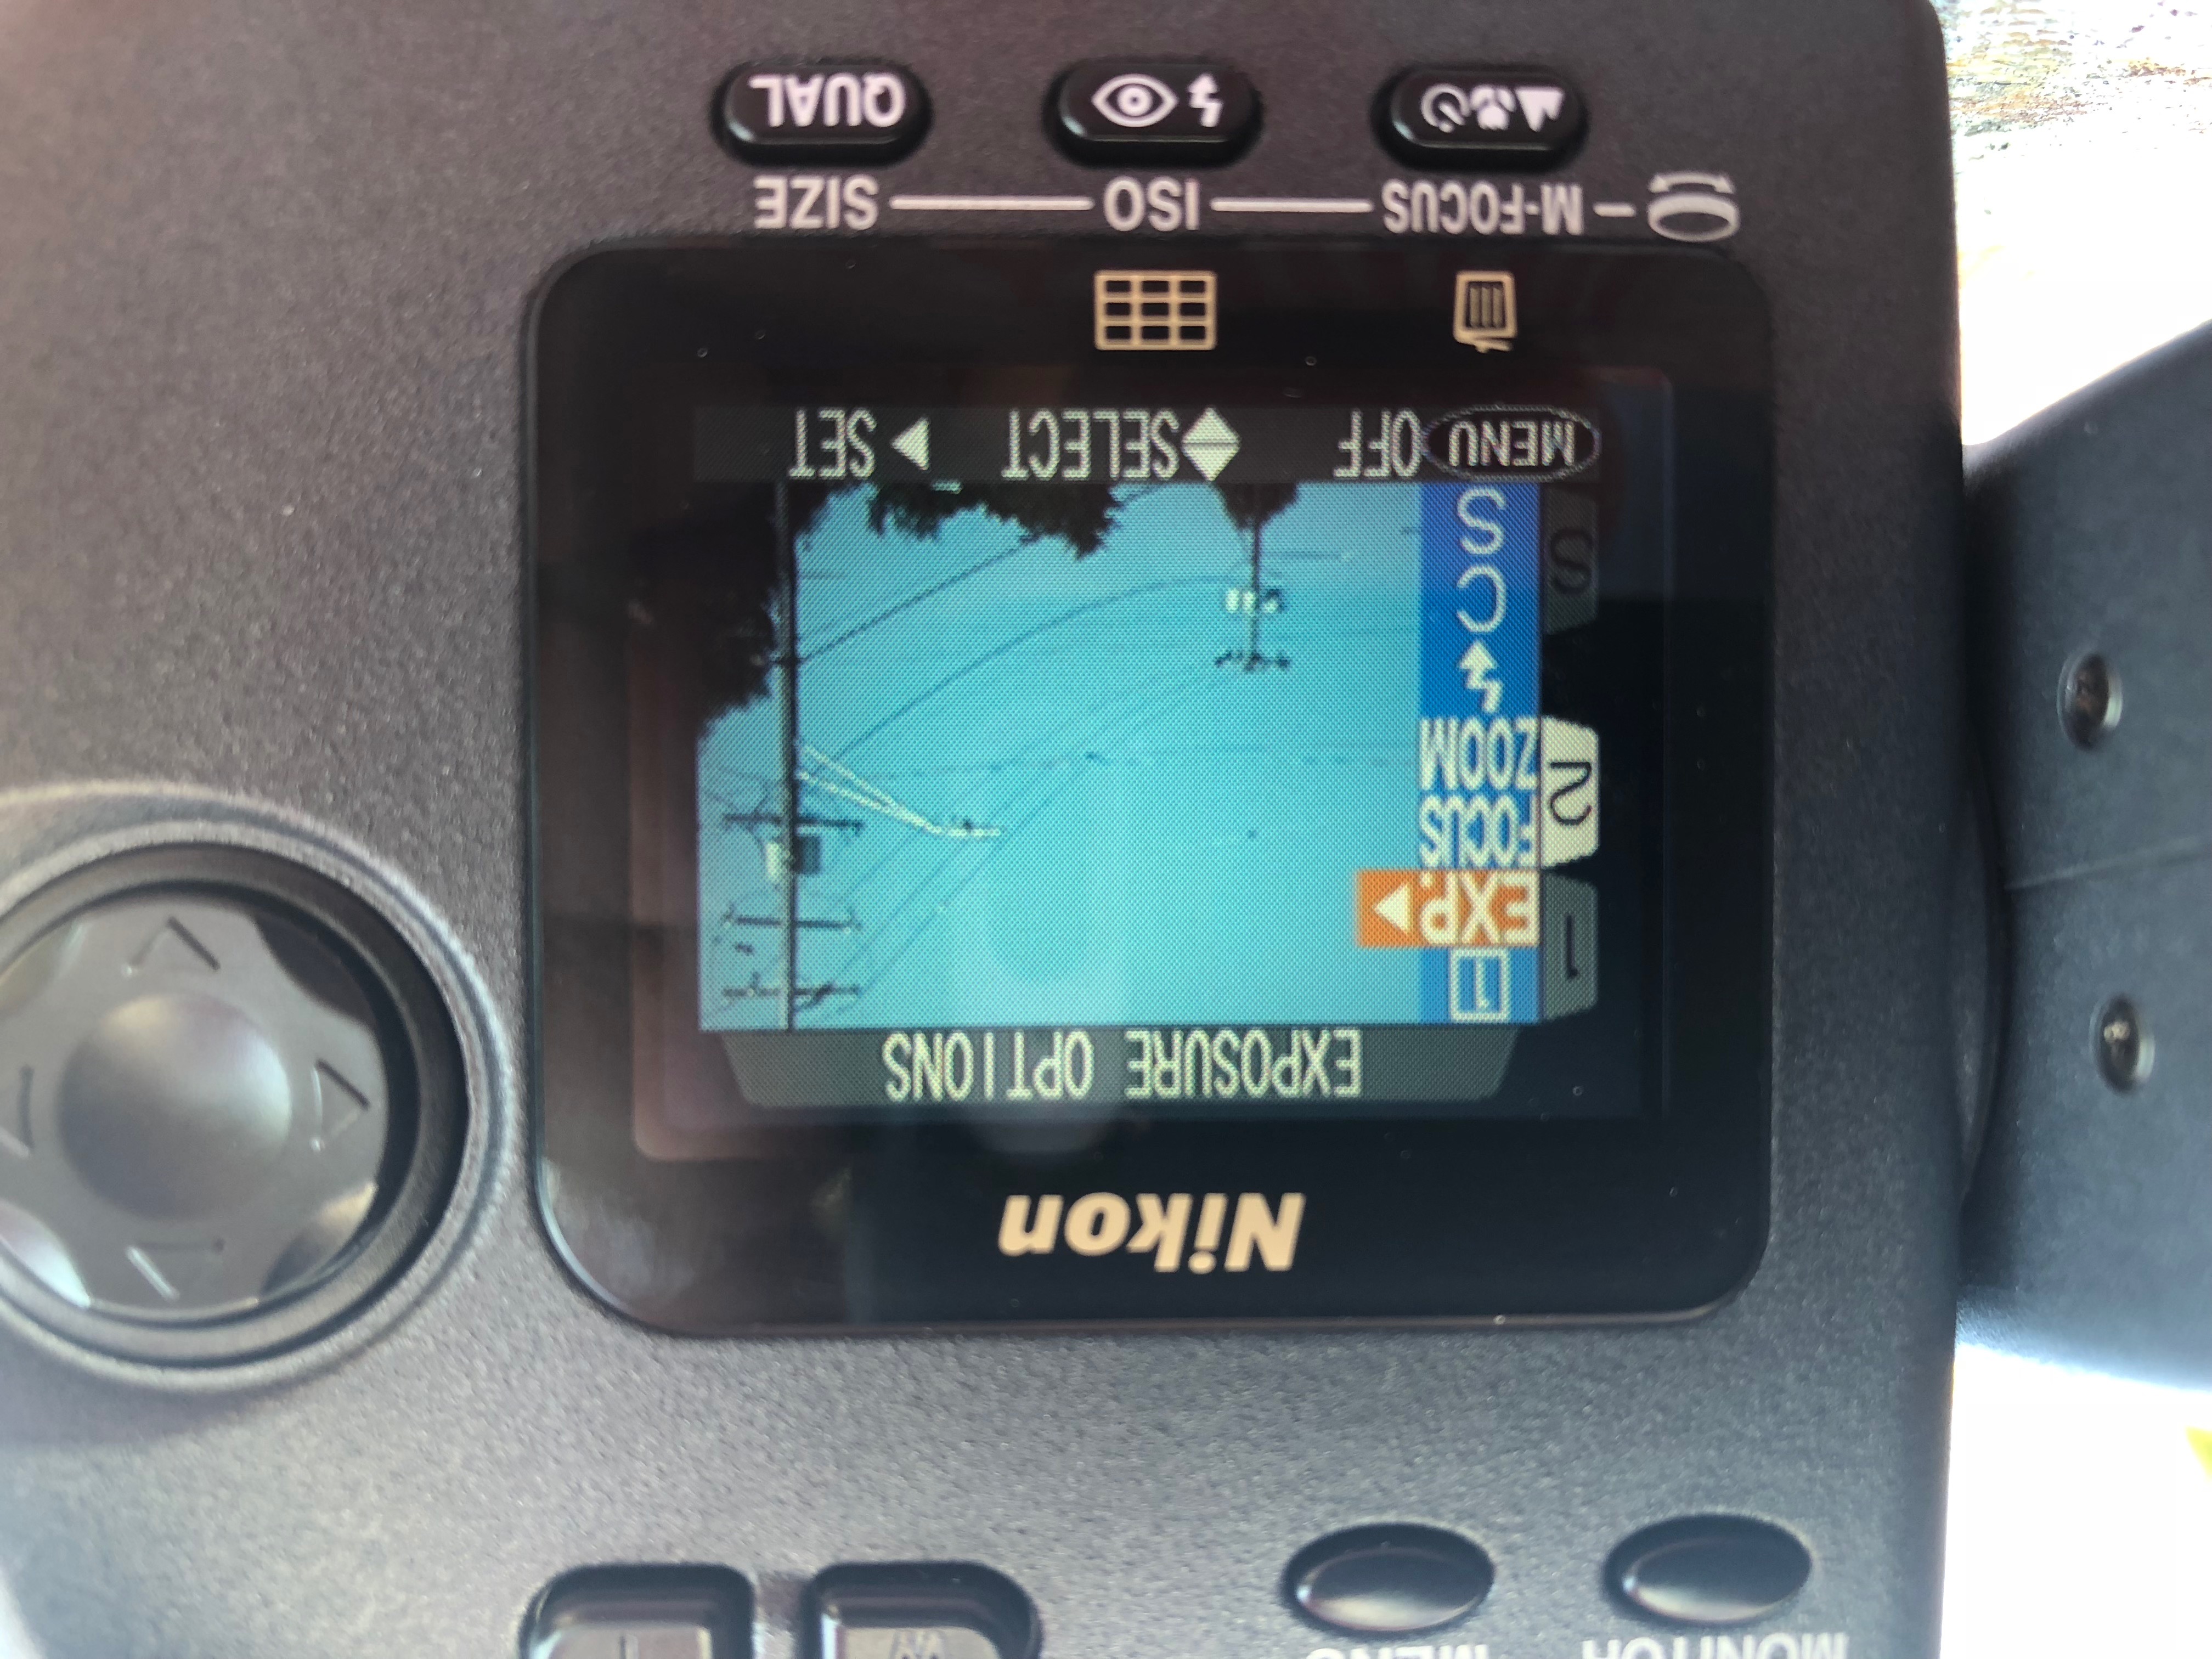 MONITOR MENU
W T
Nikon
EXPOSURE OPTIONS
1
1
EXP.
FOCUS
2
ZOOM
C
S
S
MENU OFF SELECT SET
M-FOCUS ISO SIZE
QUAL